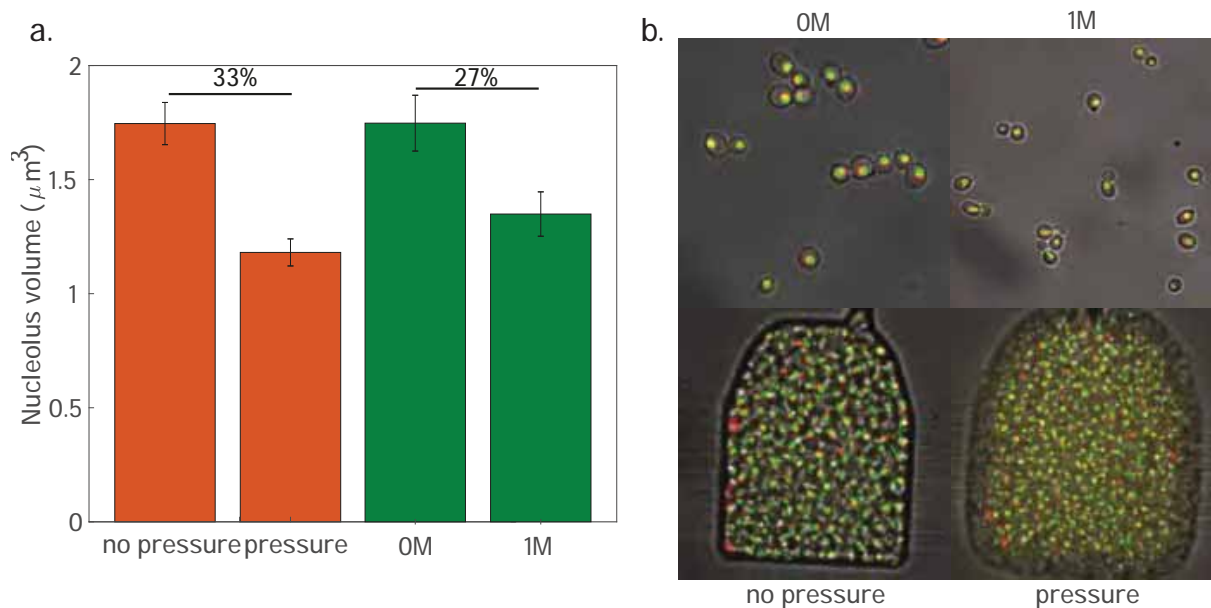 a.
33%
27%
2
1.5
1
0.5
0
Nucleolus volume (μm³)
no pressure
pressure
0M
1M
b.
0M
1M
no pressure
pressure